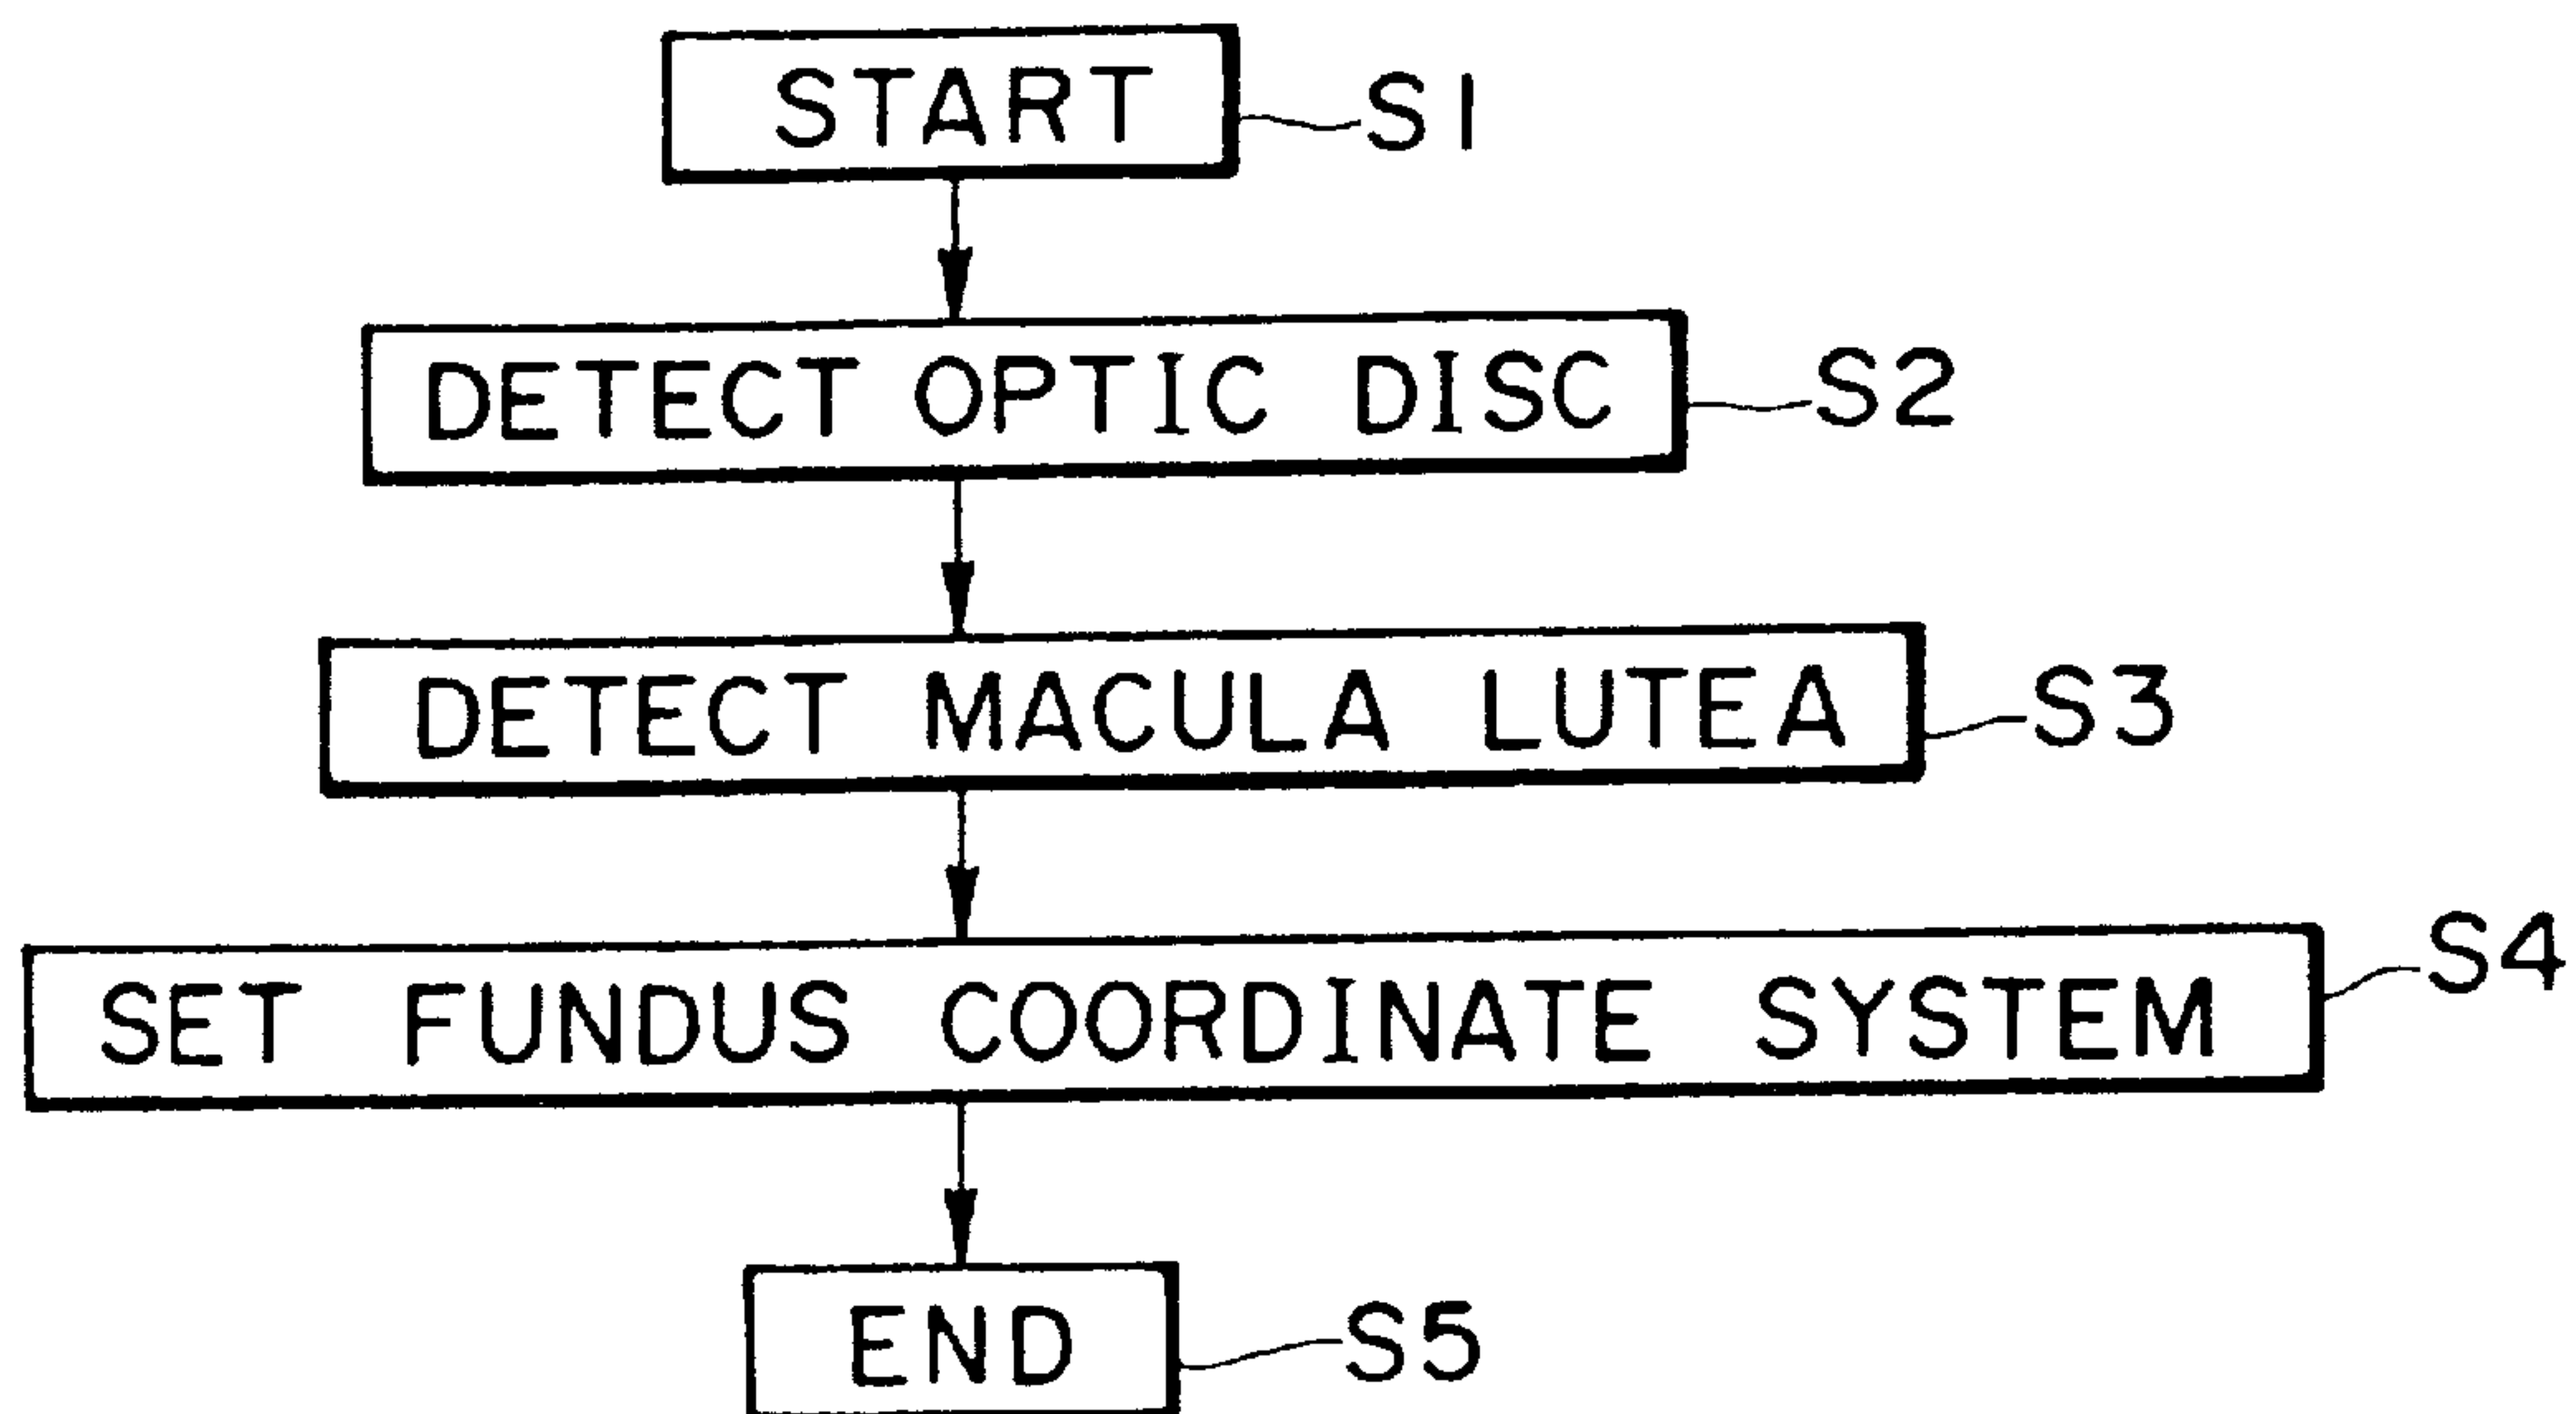 START S1
DETECT OPTIC DISC S2
DETECT MACULA LUTEA S3
SET FUNDUS COORDINATE SYSTEM S4
END S5